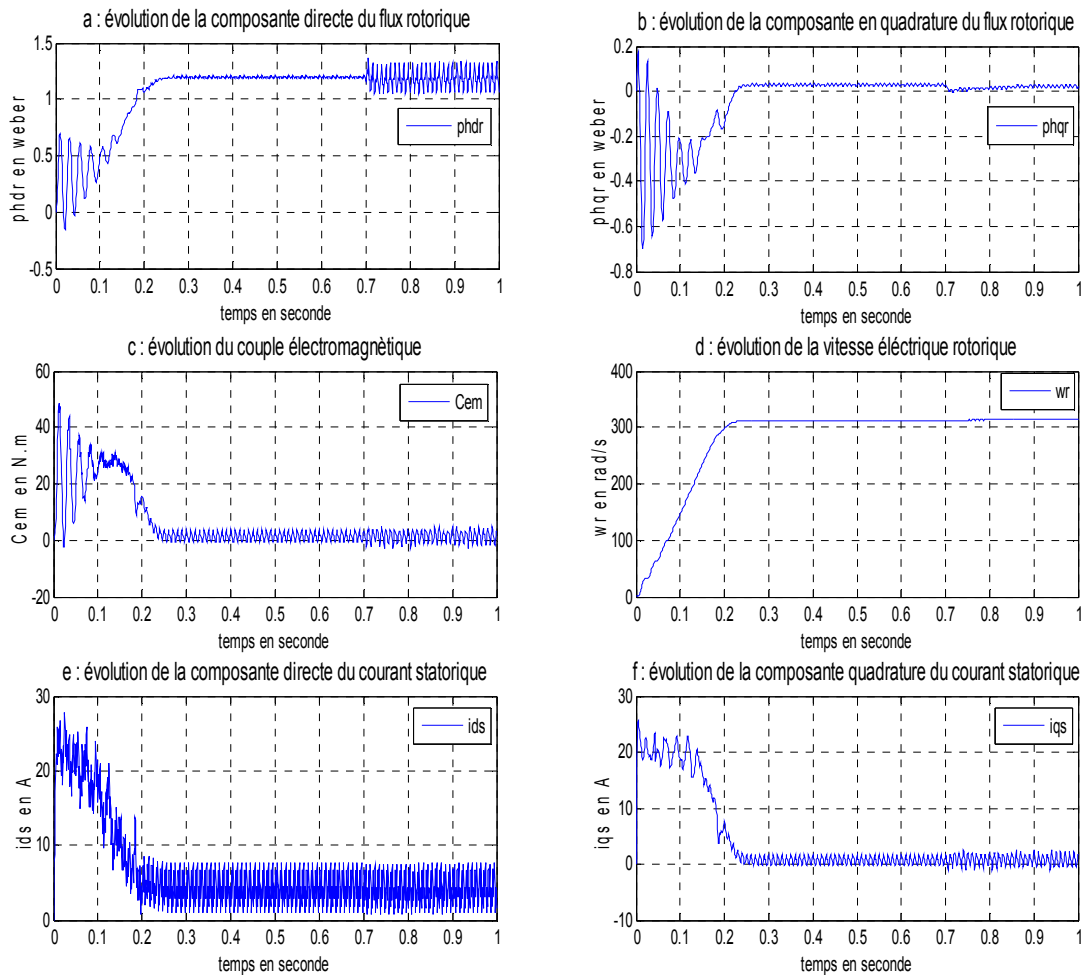 a : évolution de la composante directe du flux rotorique
1.5
1
0.5
0
-0.5
phdr en weber
phdr
0 0.1 0.2 0.3 0.4 0.5 0.6 0.7 0.8 0.9 1
temps en seconde
b : évolution de la composante en quadrature du flux rotorique
0.2
0
-0.2
-0.4
-0.6
-0.8
phqr en weber
phqr
0 0.1 0.2 0.3 0.4 0.5 0.6 0.7 0.8 0.9 1
temps en seconde
c : évolution du couple électromagnètique
60
40
20
0
-20
Cem en N.m
Cem
0 0.1 0.2 0.3 0.4 0.5 0.6 0.7 0.8 0.9 1
temps en seconde
d : évolution de la vitesse éléctrique rotorique
400
300
200
100
0
wr en rad/s
wr
0 0.1 0.2 0.3 0.4 0.5 0.6 0.7 0.8 0.9 1
temps en seconde
e : évolution de la composante directe du courant statorique
30
20
10
0
ids en A
ids
0 0.1 0.2 0.3 0.4 0.5 0.6 0.7 0.8 0.9 1
temps en seconde
f : évolution de la composante quadrature du courant statorique
30
20
10
0
-10
iqs en A
iqs
0 0.1 0.2 0.3 0.4 0.5 0.6 0.7 0.8 0.9 1
temps en seconde